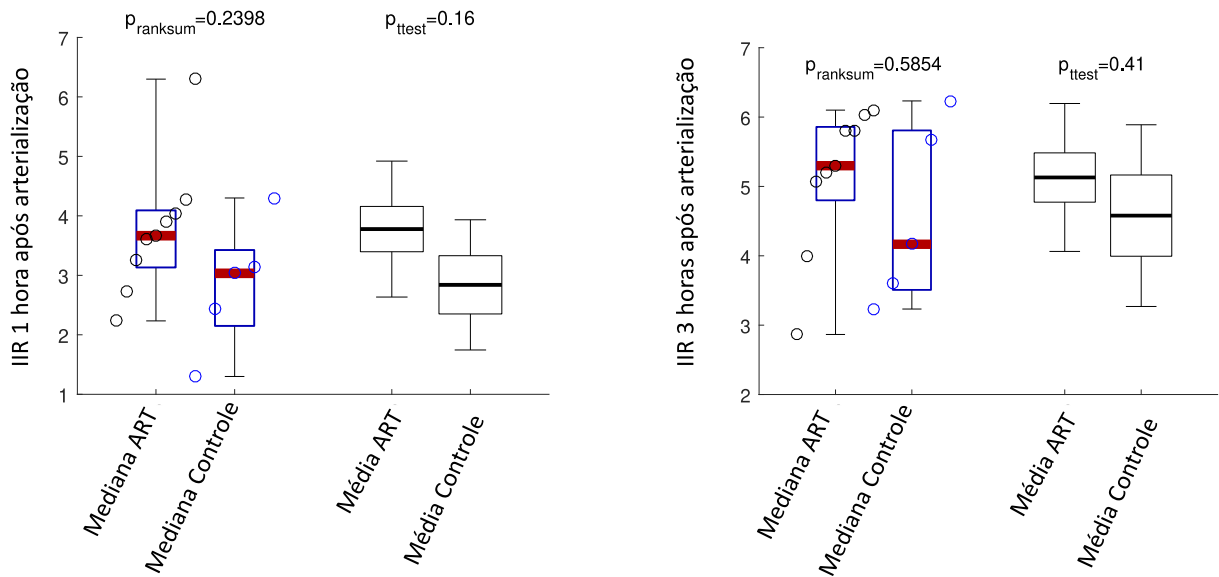 p_ranksum=0.2398
p_ttest=0.16
IIR 1 hora após arterialização
7
6
5
4
3
2
1
Mediana ART
Mediana Controle
Média ART
Média Controle
p_ranksum=0.5854
p_ttest=0.41
IIR 3 horas após arterialização
7
6
5
4
3
2
Mediana ART
Mediana Controle
Média ART
Média Controle